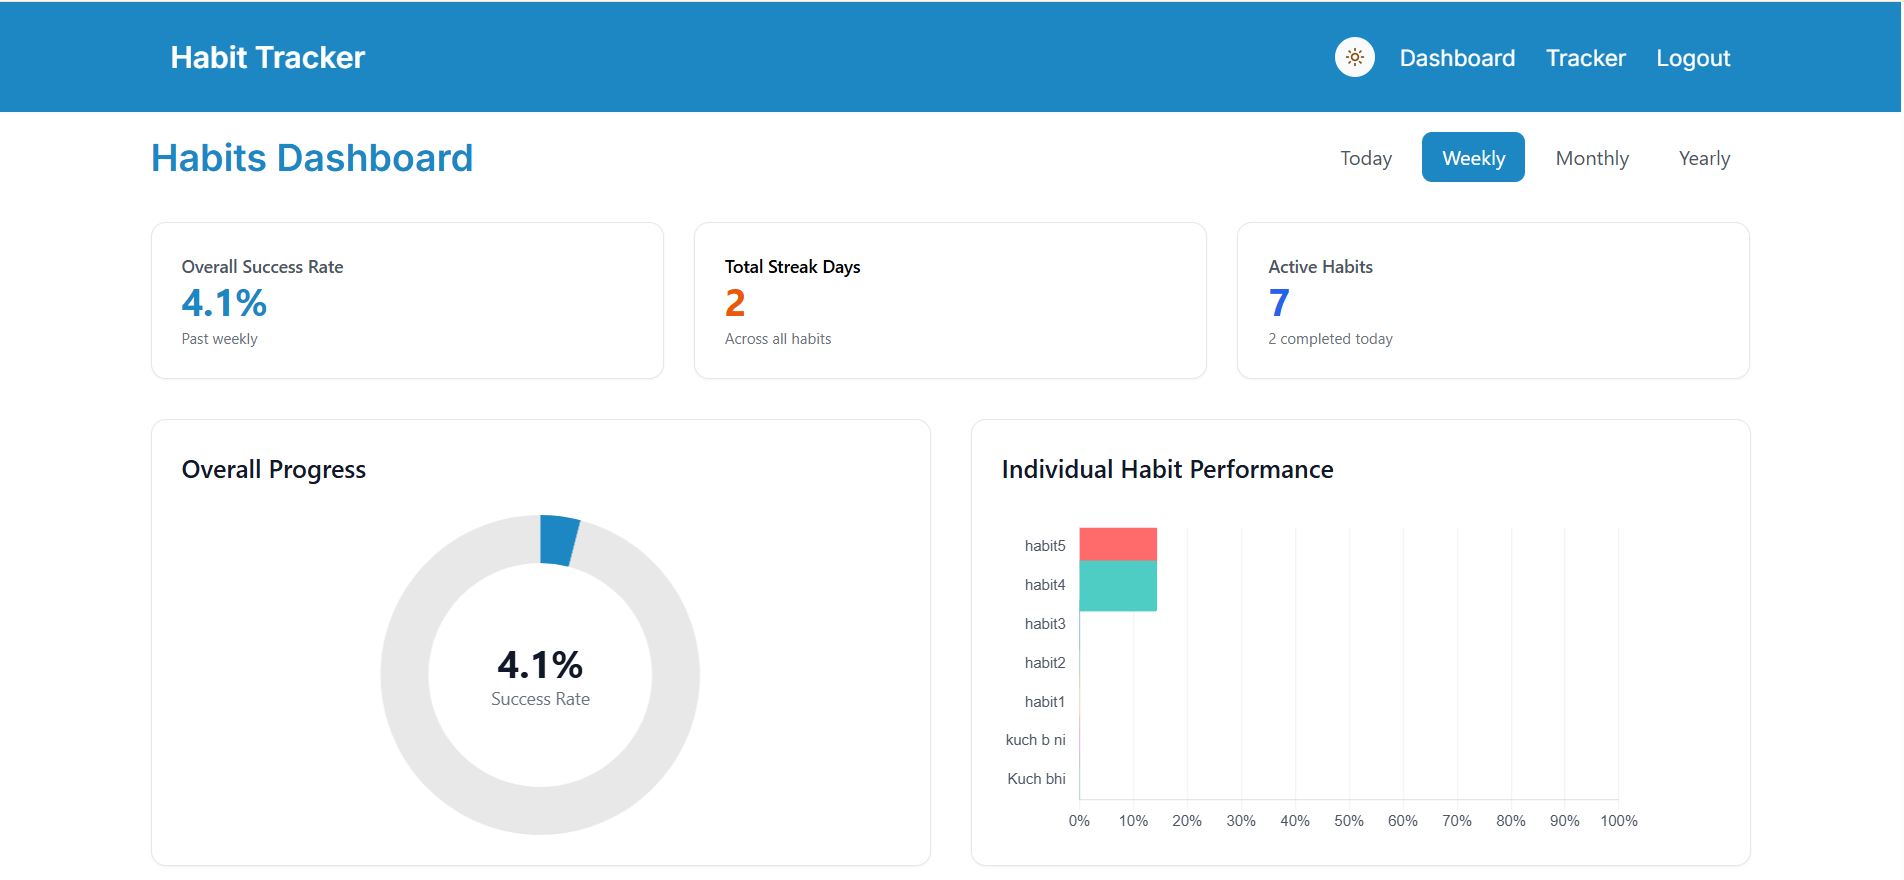 Habit Tracker
Dashboard Tracker Logout
Habits Dashboard
Today Weekly Monthly Yearly
Overall Success Rate
4.1%
Past weekly
Total Streak Days
2
Across all habits
Active Habits
7
2 completed today
Overall Progress
4.1%
Success Rate
Individual Habit Performance
habit5
habit4
habit3
habit2
habit1
kuch b ni
Kuch bhi
0% 10% 20% 30% 40% 50% 60% 70% 80% 90% 100%